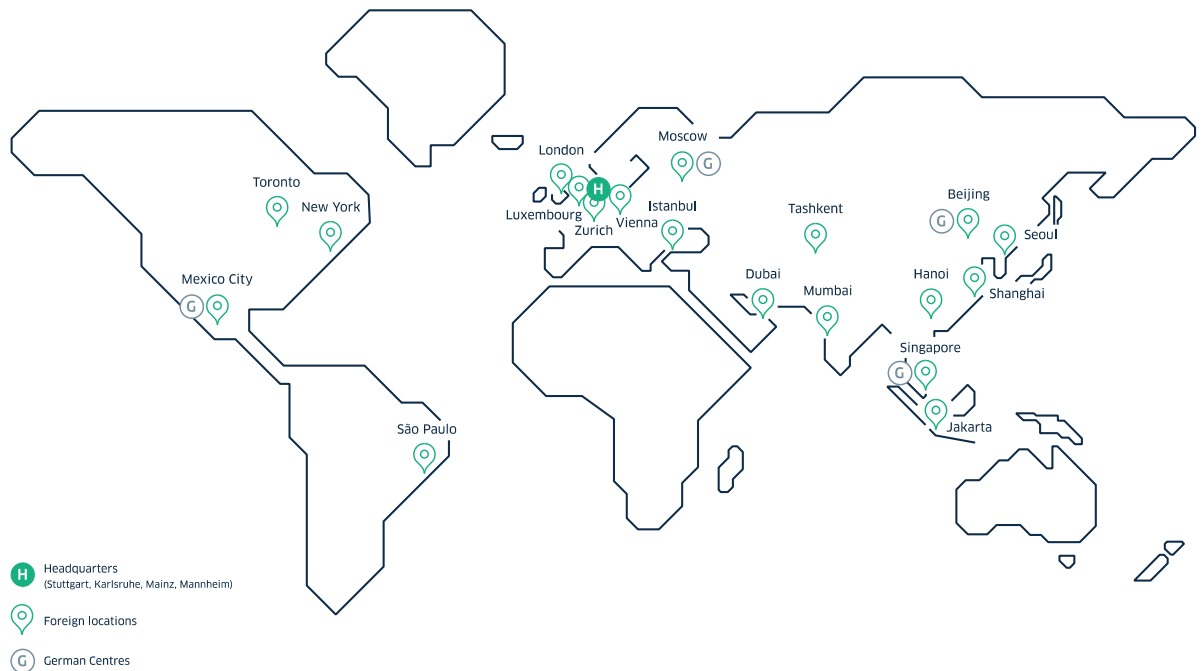 Moscow
G
London
H
Toronto
New York
Luxembourg
Zurich
Vienna
Istanbul
Tashkent
Beijing
G
Seoul
Mexico City
G
Dubai
Mumbai
Hanoi
Shanghai
Singapore
G
Jakarta
São Paulo
H Headquarters
(Stuttgart, Karlsruhe, Mainz, Mannheim)
Foreign locations
G German Centres